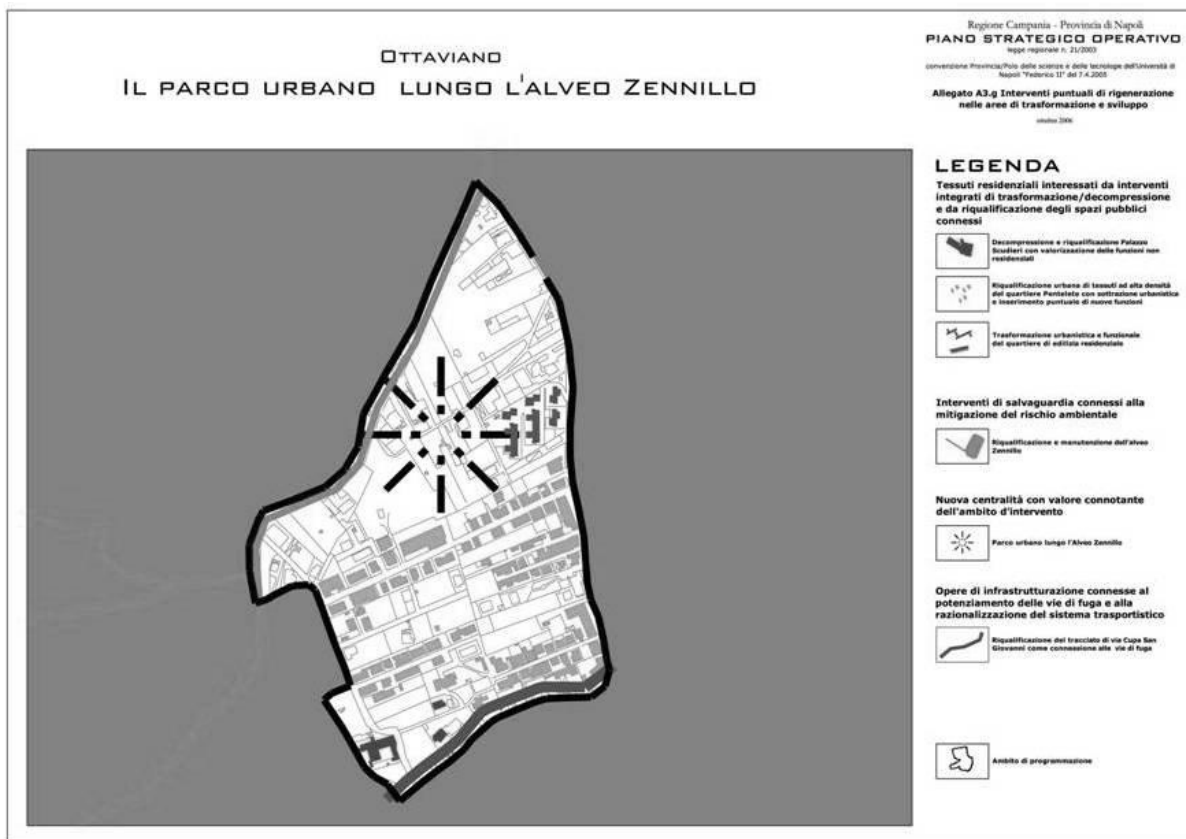 OTTAVIANO
IL PARCO URBANO LUNGO L'ALVEO ZENNILLO
Regione Campania - Provincia di Napoli
PIANO STRATEGICO OPERATIVO
legge regionale n. 21/2003
convenzione Provincia/Polo delle scienze e delle tecnologie dell'Università di
Napoli "Federico II" del 7.4.2005
Allegato A3.g Interventi puntuali di rigenerazione
nelle aree di trasformazione e sviluppo
ottobre 2006
LEGENDA
Tessuti residenziali interessati da interventi
integrati di trasformazione/decompressione
e da riqualificazione degli spazi pubblici
connessi
Decompressione e riqualificazione Palazzo
Scudieri con valorizzazione delle funzioni non
residenziali
Riqualificazione urbana di tessuti ad alta densità
del quartiere Pentelete con sottrazione urbanistica
e inserimento puntuale di nuove funzioni
Trasformazione urbanistica e funzionale
del quartiere di edilizia residenziale
Interventi di salvaguardia connessi alla
mitigazione del rischio ambientale
Riqualificazione e manutenzione dell'alveo
Zennillo
Nuova centralità con valore connotante
dell'ambito d'intervento
Parco urbano lungo l'Alveo Zennillo
Opere di infrastrutturazione connesse al
potenziamento delle vie di fuga e alla
razionalizzazione del sistema trasportistico
Riqualificazione del tracciato di via Cupa San
Giovanni come connessione alle vie di fuga
Ambito di programmazione